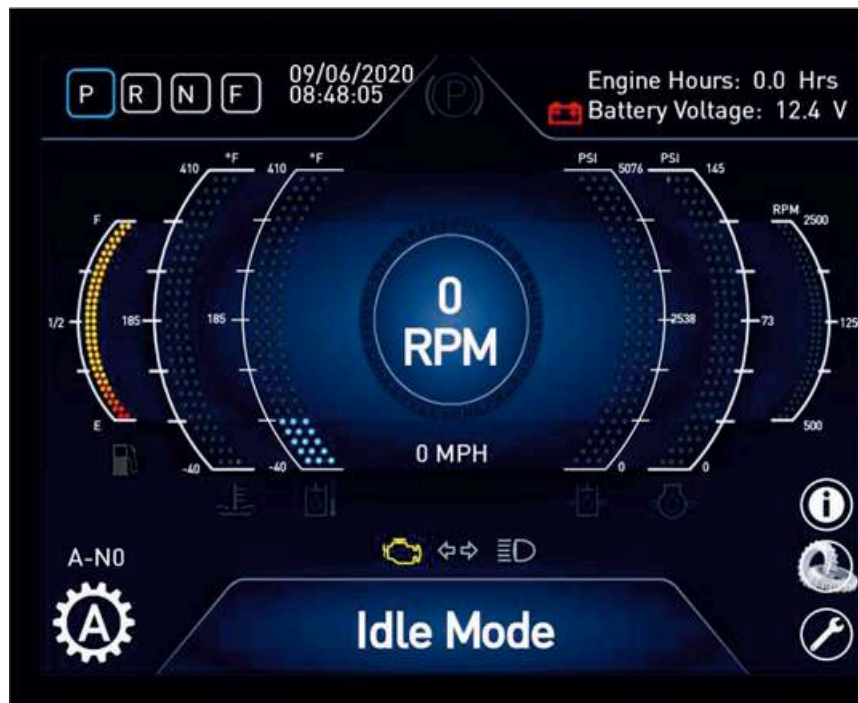 P R N F
09/06/2020
08:48:05
(P)
Engine Hours: 0.0 Hrs
Battery Voltage: 12.4 V
°F
410
°F
410
PSI
5076
PSI
145
RPM
2500
F
1/2
E
185
185
-40
-40
0
RPM
0 MPH
2538
0
73
0
125
500
A-N0
A
Idle Mode
i